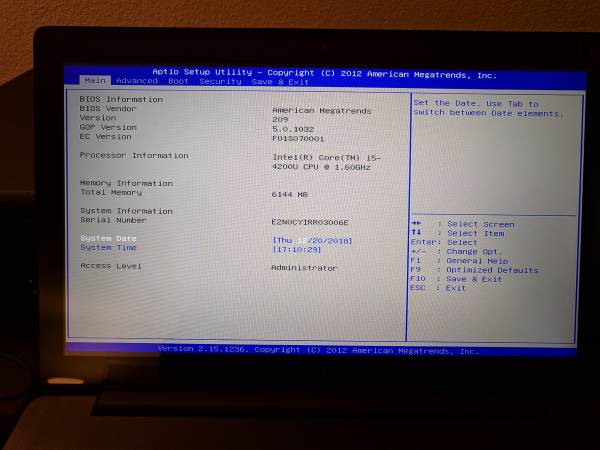 Aptio Setup Utility – Copyright (C) 2012 American Megatrends, Inc.
Main Advanced Boot Security Save & Exit
BIOS Information
BIOS Vendor American Megatrends
Version 209
GOP Version 5.0.1032
EC Version F01S070001
Processor Information Intel(R) Core(TM) i5-
4200U CPU @ 1.60GHz
Memory Information
Total Memory 6144 MB
System Information
Serial Number E2N0CYIRR03006E
System Date [Thu 12/20/2018]
System Time [17:10:29]
Access Level Administrator
Set the Date. Use Tab to
switch between Date elements.
→← : Select Screen
↑↓ : Select Item
Enter: Select
+/- : Change Opt.
F1 : General Help
F9 : Optimized Defaults
F10 : Save & Exit
ESC : Exit
Version 2.15.1236. Copyright (C) 2012 American Megatrends, Inc.